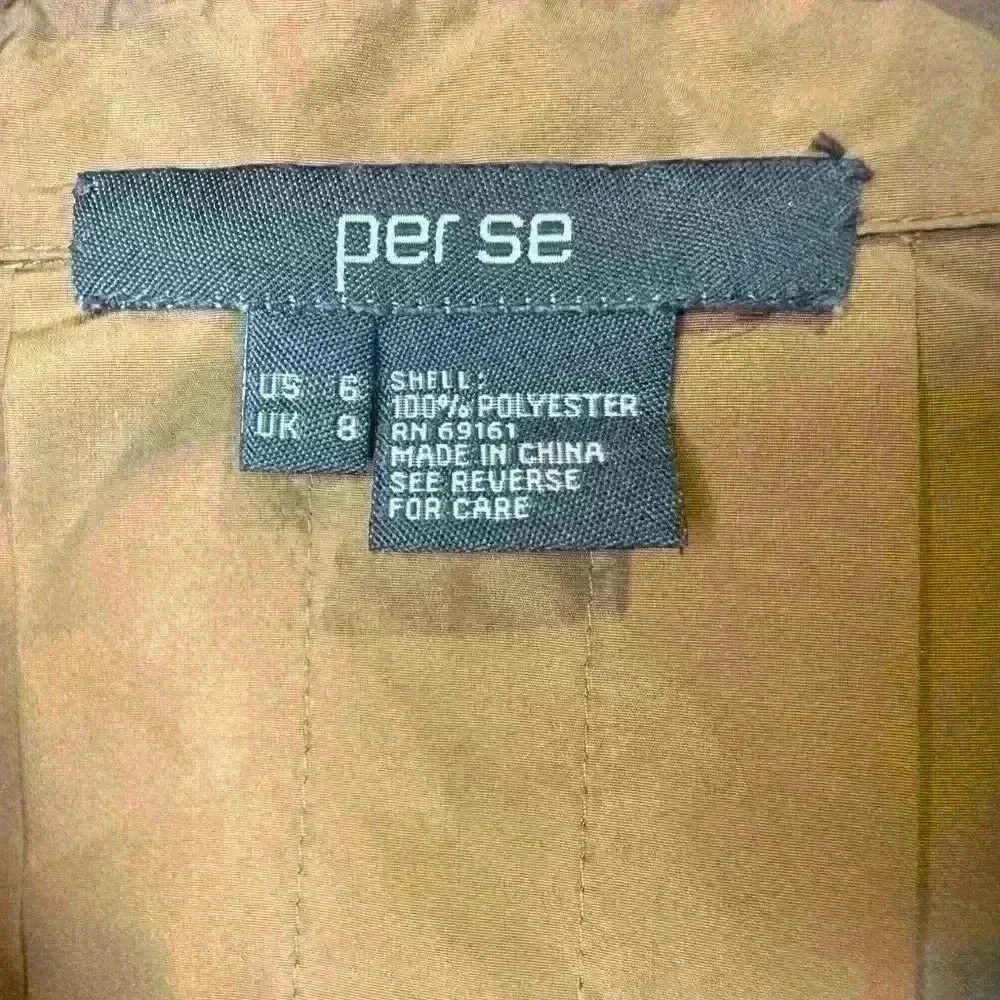 per se
US 6
UK 8
SHELL:
100% POLYESTER
RN 69161
MADE IN CHINA
SEE REVERSE
FOR CARE